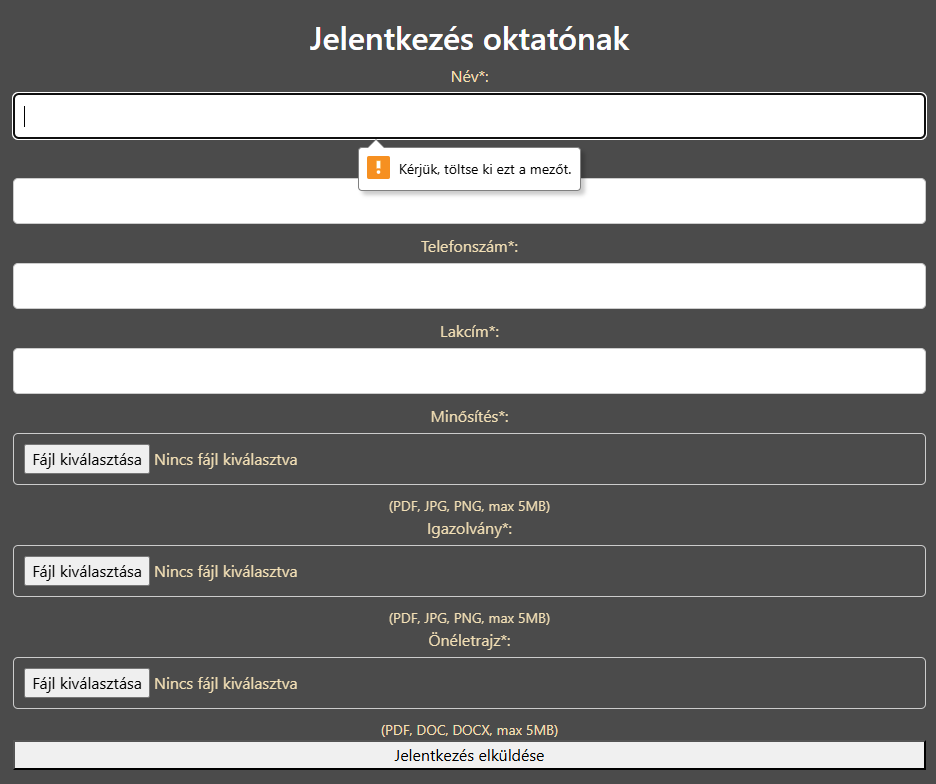 Jelentkezés oktatónak
Név*:
Kérjük, töltse ki ezt a mezőt.
Telefonszám*:
Lakcím*:
Minősítés*:
Fájl kiválasztása Nincs fájl kiválasztva
(PDF, JPG, PNG, max 5MB)
Igazolvány*:
Fájl kiválasztása Nincs fájl kiválasztva
(PDF, JPG, PNG, max 5MB)
Önéletrajz*:
Fájl kiválasztása Nincs fájl kiválasztva
(PDF, DOC, DOCX, max 5MB)
Jelentkezés elküldése